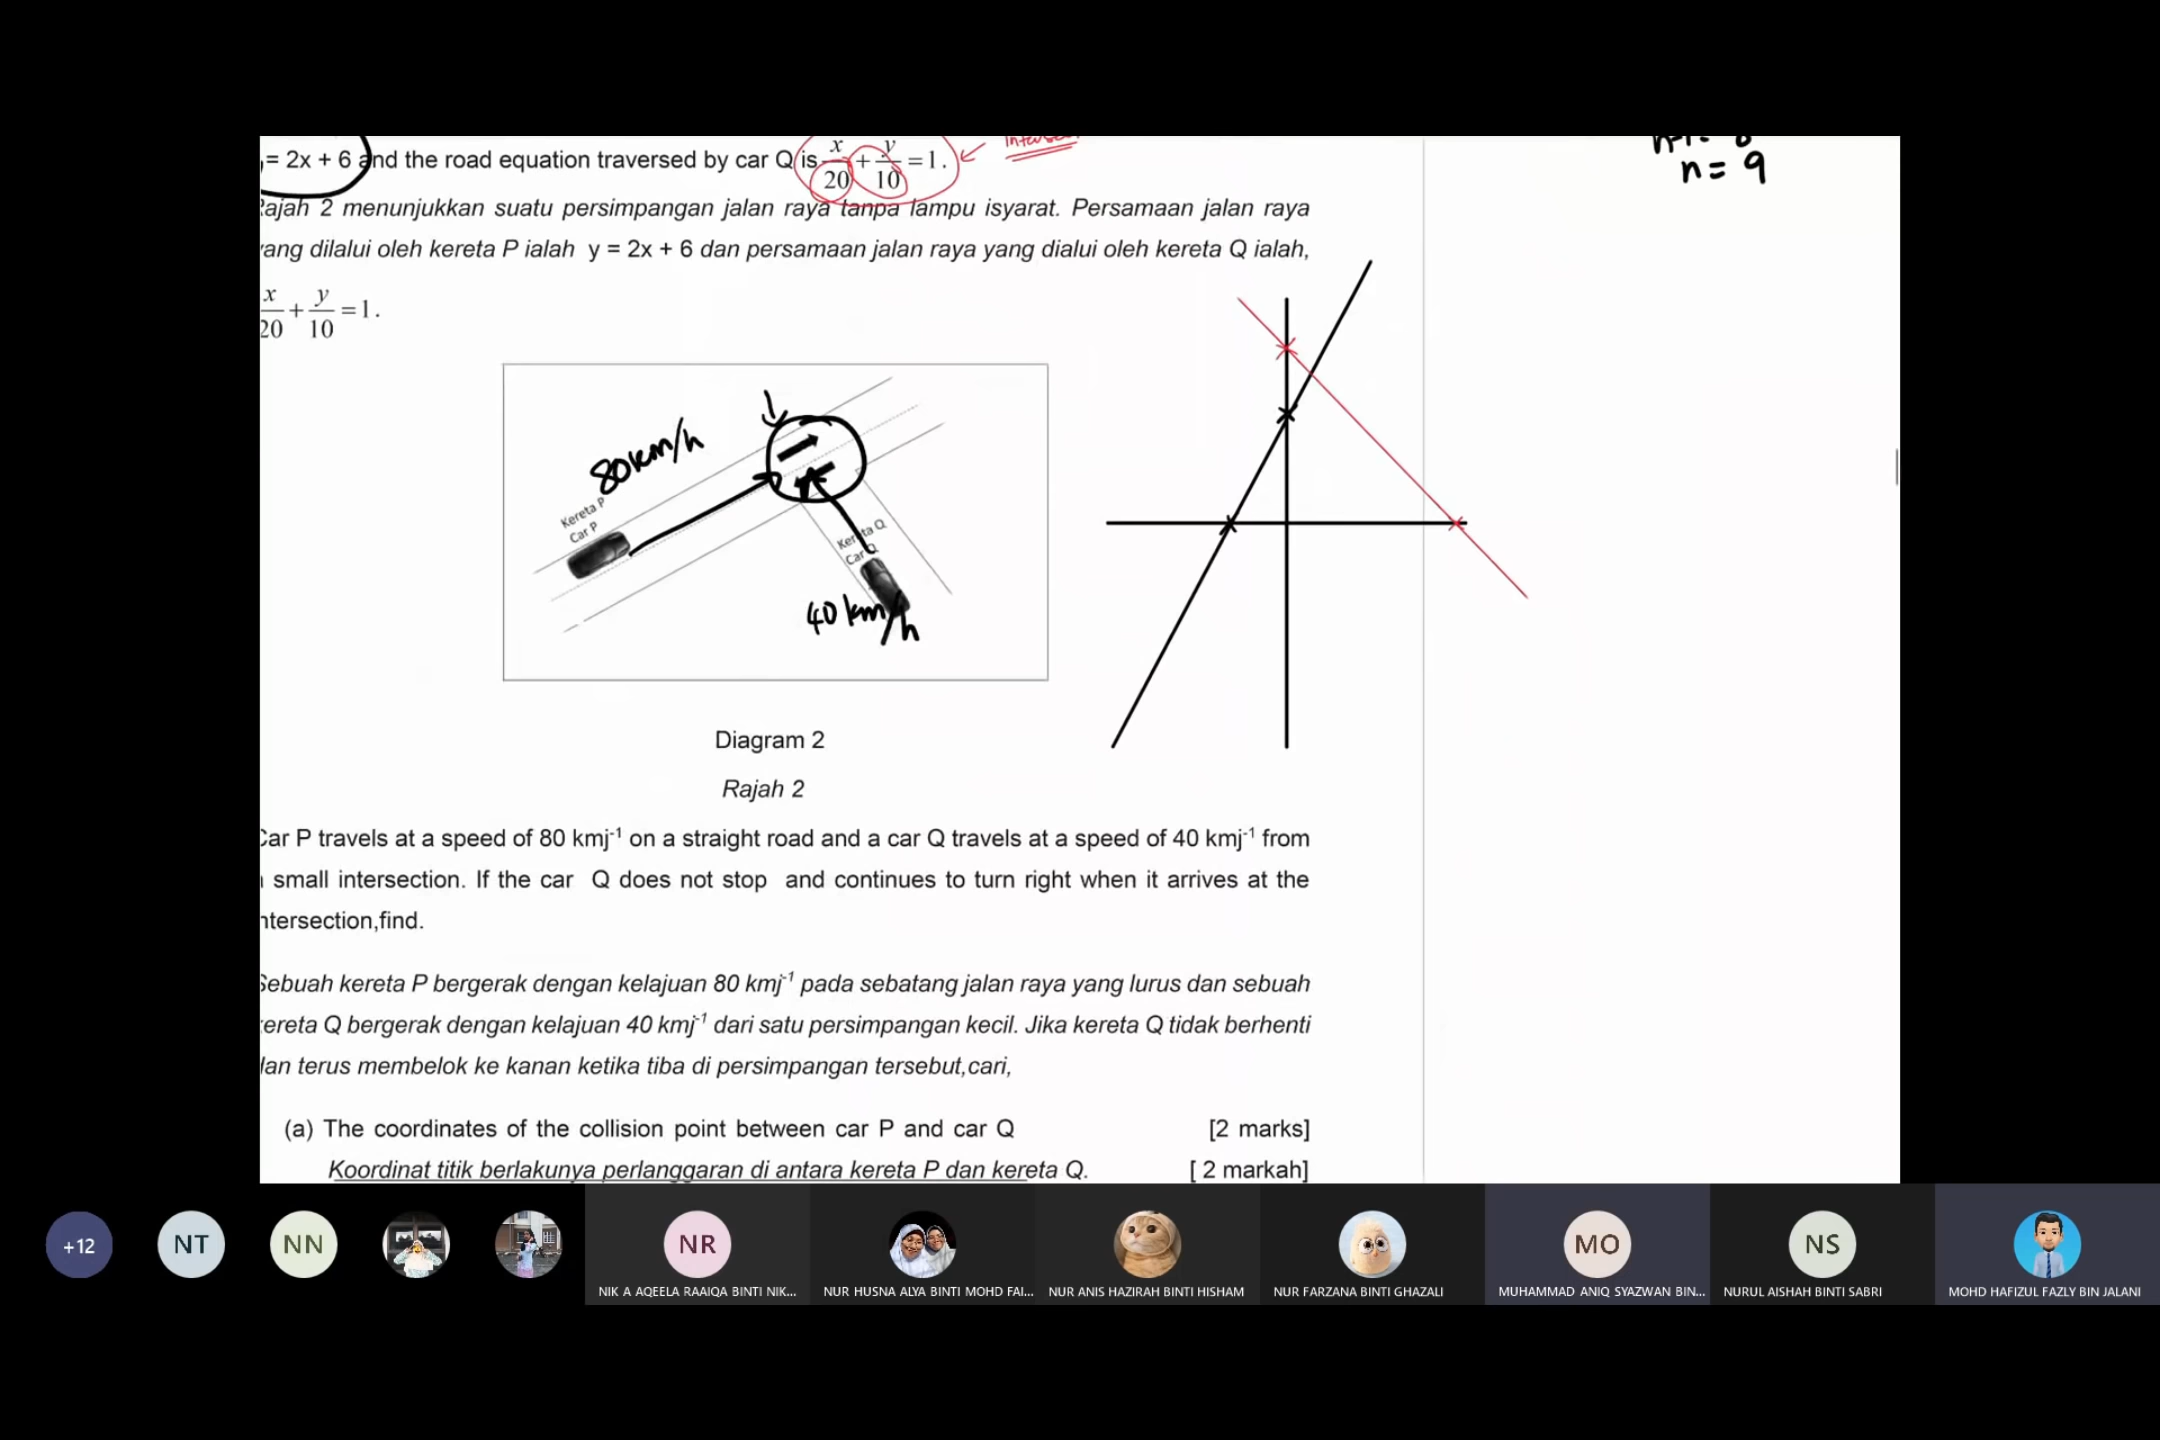 = 2x + 6 and the road equation traversed by car Q is x/20 + y/10 = 1.
n = 9
Rajah 2 menunjukkan suatu persimpangan jalan raya tanpa lampu isyarat. Persamaan jalan raya
yang dilalui oleh kereta P ialah y = 2x + 6 dan persamaan jalan raya yang dialui oleh kereta Q ialah,
x/20 + y/10 = 1.
80km/h
Kereta P
Car P
Kereta Q
Car Q
40 km/h
Diagram 2
Rajah 2
Car P travels at a speed of 80 kmj⁻¹ on a straight road and a car Q travels at a speed of 40 kmj⁻¹ from
small intersection. If the car Q does not stop and continues to turn right when it arrives at the
ntersection,find.
Sebuah kereta P bergerak dengan kelajuan 80 kmj⁻¹ pada sebatang jalan raya yang lurus dan sebuah
kereta Q bergerak dengan kelajuan 40 kmj⁻¹ dari satu persimpangan kecil. Jika kereta Q tidak berhenti
dan terus membelok ke kanan ketika tiba di persimpangan tersebut,cari,
(a) The coordinates of the collision point between car P and car Q [2 marks]
Koordinat titik berlakunya perlanggaran di antara kereta P dan kereta Q. [ 2 markah]
+12
NT
NN
NR
MO
NS
NIK A AQEELA RAAIQA BINTI NIK...
NUR HUSNA ALYA BINTI MOHD FAI...
NUR ANIS HAZIRAH BINTI HISHAM
NUR FARZANA BINTI GHAZALI
MUHAMMAD ANIQ SYAZWAN BIN...
NURUL AISHAH BINTI SABRI
MOHD HAFIZUL FAZLY BIN JALANI